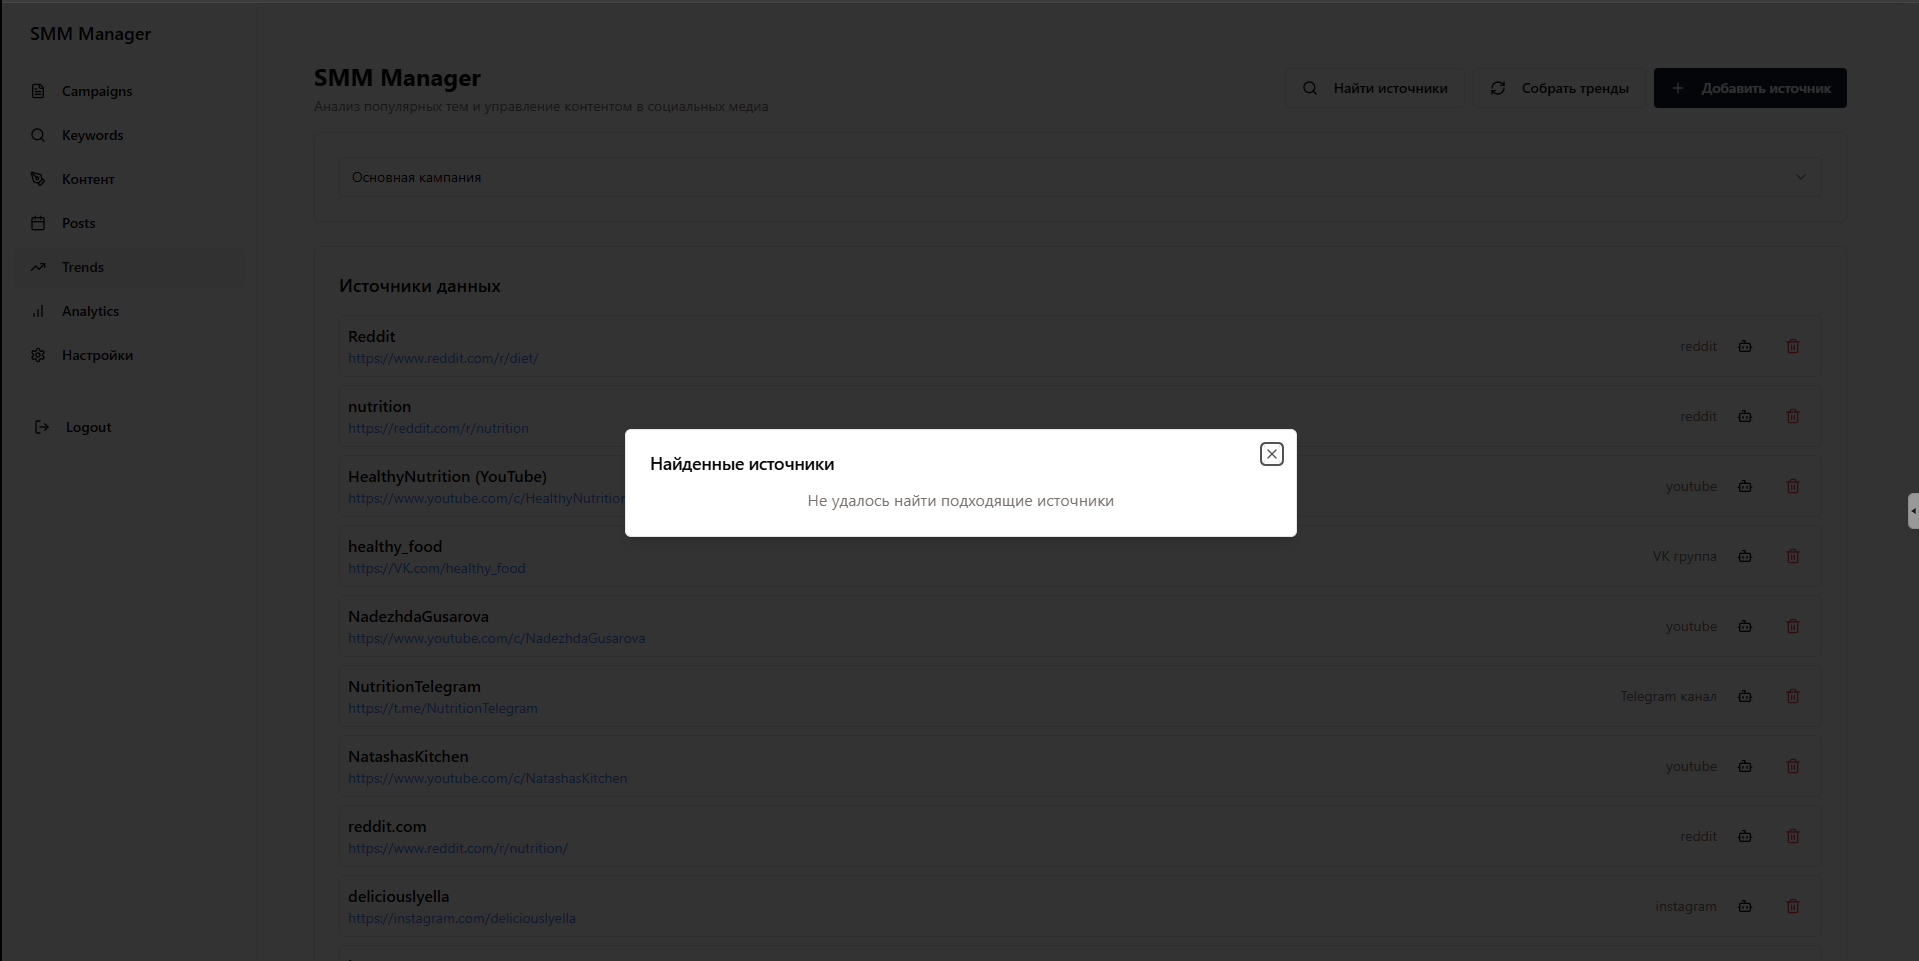 SMM Manager
Campaigns
Keywords
Контент
Posts
Trends
Analytics
Настройки
Logout
SMM Manager
Анализ популярных тем и управление контентом в социальных медиа
Найти источники
Собрать тренды
Добавить источник
Основная кампания
Источники данных
Reddit
https://www.reddit.com/r/diet/
reddit
nutrition
https://reddit.com/r/nutrition
reddit
HealthyNutrition (YouTube)
https://www.youtube.com/c/HealthyNutrition
youtube
Найденные источники
Не удалось найти подходящие источники
healthy_food
https://VK.com/healthy_food
VK группа
NadezhdaGusarova
https://www.youtube.com/c/NadezhdaGusarova
youtube
NutritionTelegram
https://t.me/NutritionTelegram
Telegram канал
NatashasKitchen
https://www.youtube.com/c/NatashasKitchen
youtube
reddit.com
https://www.reddit.com/r/nutrition/
reddit
deliciouslyella
https://instagram.com/deliciouslyella
instagram